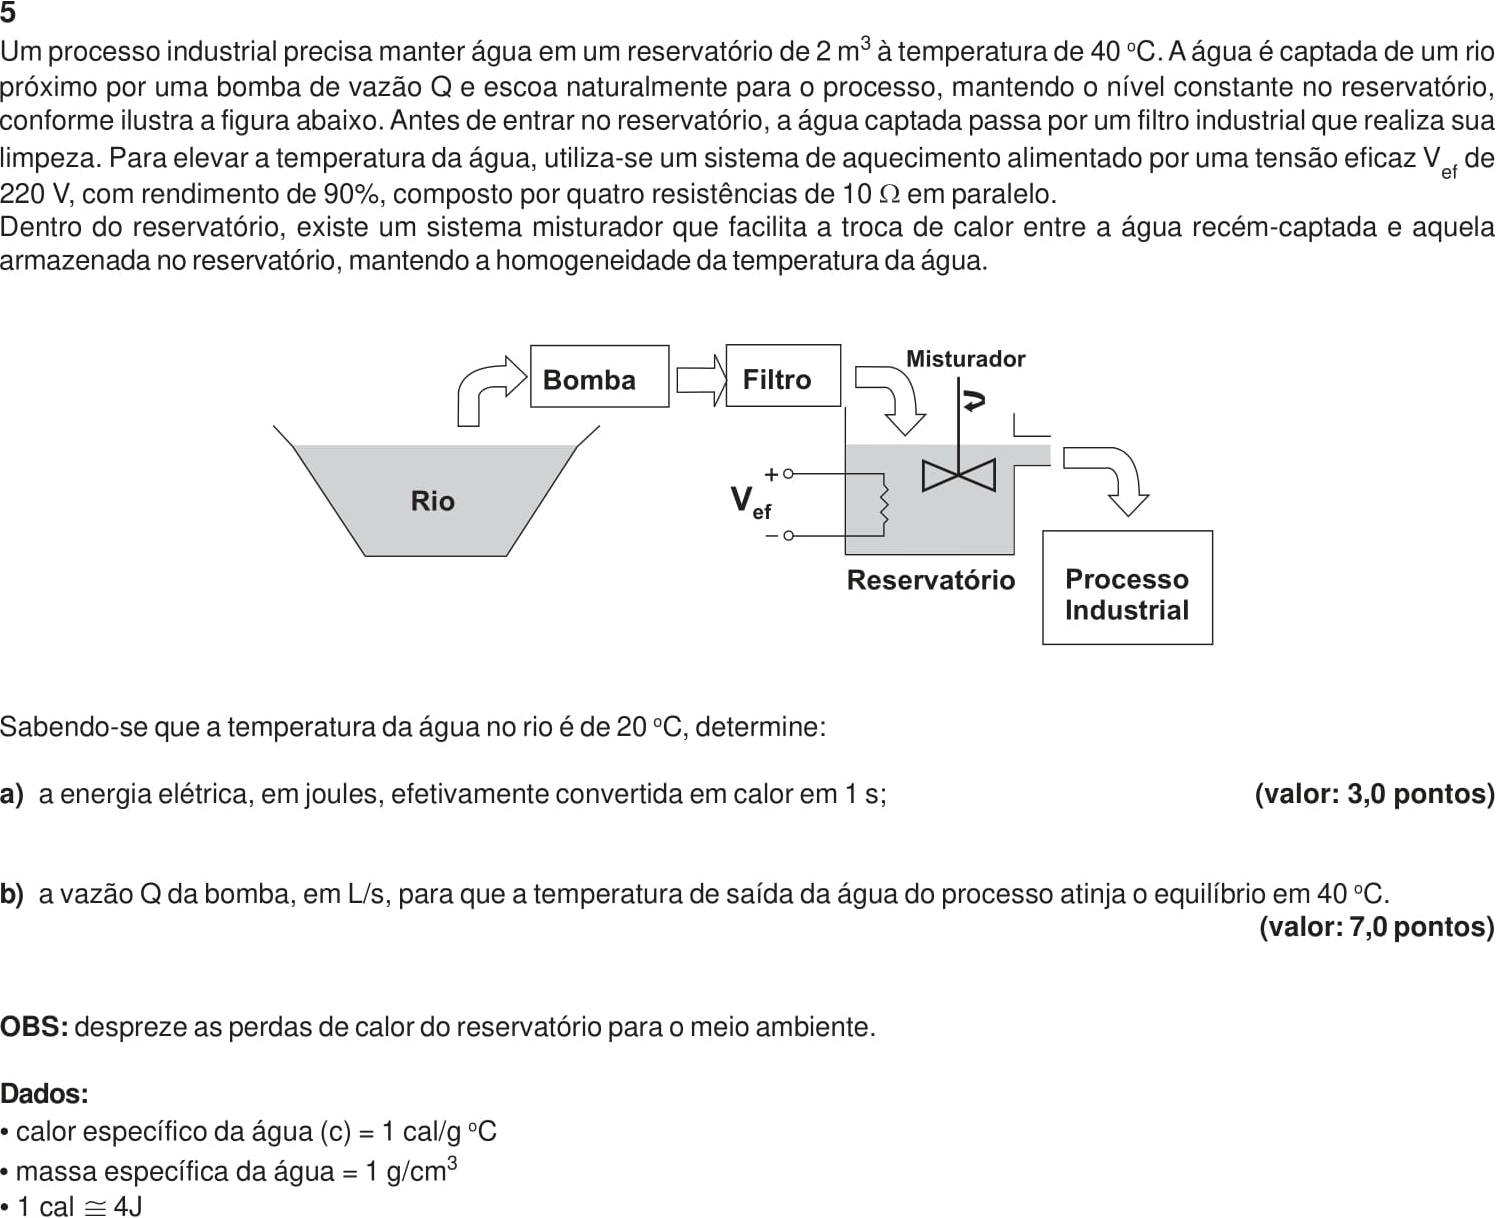 5
Um processo industrial precisa manter água em um reservatório de 2 m³ à temperatura de 40 ºC. A água é captada de um rio
próximo por uma bomba de vazão Q e escoa naturalmente para o processo, mantendo o nível constante no reservatório,
conforme ilustra a figura abaixo. Antes de entrar no reservatório, a água captada passa por um filtro industrial que realiza sua
limpeza. Para elevar a temperatura da água, utiliza-se um sistema de aquecimento alimentado por uma tensão eficaz V_ef de
220 V, com rendimento de 90%, composto por quatro resistências de 10 Ω em paralelo.
Dentro do reservatório, existe um sistema misturador que facilita a troca de calor entre a água recém-captada e aquela
armazenada no reservatório, mantendo a homogeneidade da temperatura da água.
Misturador
Bomba
Filtro
Rio
+
V_ef
–
Reservatório
Processo
Industrial
Sabendo-se que a temperatura da água no rio é de 20 ºC, determine:
a) a energia elétrica, em joules, efetivamente convertida em calor em 1 s; (valor: 3,0 pontos)
b) a vazão Q da bomba, em L/s, para que a temperatura de saída da água do processo atinja o equilíbrio em 40 ºC.
(valor: 7,0 pontos)
OBS: despreze as perdas de calor do reservatório para o meio ambiente.
Dados:
• calor específico da água (c) = 1 cal/g ºC
• massa específica da água = 1 g/cm³
• 1 cal ≅ 4J